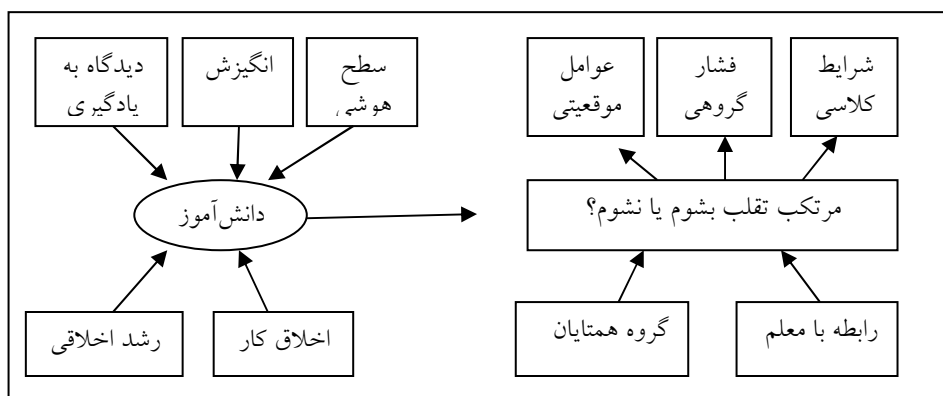 شرایط
کلاسی
فشار
گروهی
عوامل
موقعیتی
سطح
هوشی
انگیزش
دیدگاه به
یادگیری
مرتکب تقلب بشوم یا نشوم؟
دانش‌آموز
رابطه با معلم
گروه همتایان
اخلاق کار
رشد اخلاقی